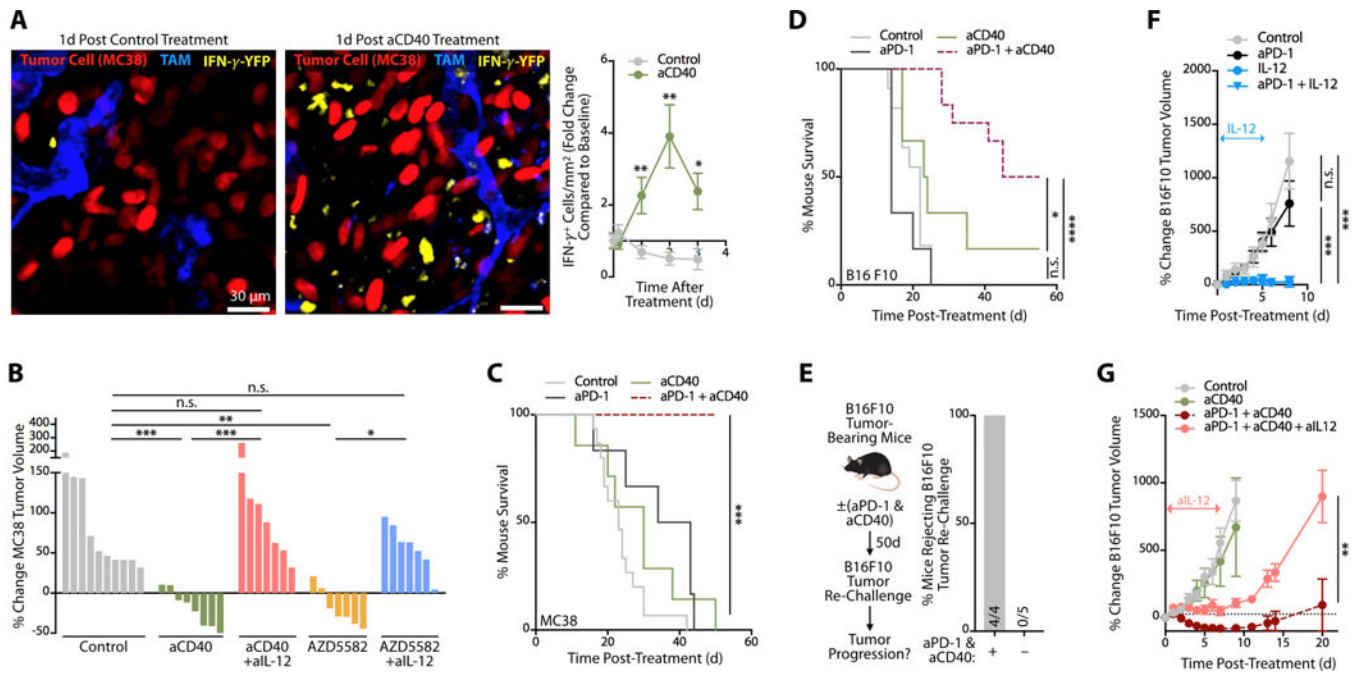 A
1d Post Control Treatment
Tumor Cell (MC38) TAM IFN-γ-YFP
30 µm
1d Post aCD40 Treatment
Tumor Cell (MC38) TAM IFN-γ-YFP
Control
aCD40
IFN-γ+ Cells/mm² (Fold Change
Compared to Baseline)
6
4
2
0
**
**
*
2
4
Time After
Treatment (d)
B
% Change MC38 Tumor Volume
400
300
200
150
100
50
0
-50
n.s.
n.s.
**
*** *** *
Control
aCD40
aCD40
+aIL-12
AZD5582
AZD5582
+aIL-12
C
Control aCD40
aPD-1 aPD-1 + aCD40
% Mouse Survival
100
50
0
0 20 40 60
MC38
***
Time Post-Treatment (d)
D
Control aCD40
aPD-1 aPD-1 + aCD40
% Mouse Survival
100
50
0
0 20 40 60
B16 F10
*
n.s.
****
Time Post-Treatment (d)
E
B16F10
Tumor-
Bearing Mice
±(aPD-1 &
aCD40)
50d
B16F10
Tumor
Re-Challenge
Tumor
Progression?
% Mice Rejecting B16F10
Tumor Re-Challenge
100
50
0
4/4
0/5
aPD-1 &
aCD40:
+ −
F
Control
aPD-1
IL-12
aPD-1 + IL-12
% Change B16F10 Tumor Volume
2000
1500
1000
500
0
IL-12
0 5 10
n.s.
***
***
Time Post-Treatment (d)
G
Control
aCD40
aPD-1 + aCD40
aPD-1 + aCD40 + aIL12
% Change B16F10 Tumor Volume
1500
1000
500
0
aIL-12
0 5 10 15 20
**
Time Post-Treatment (d)